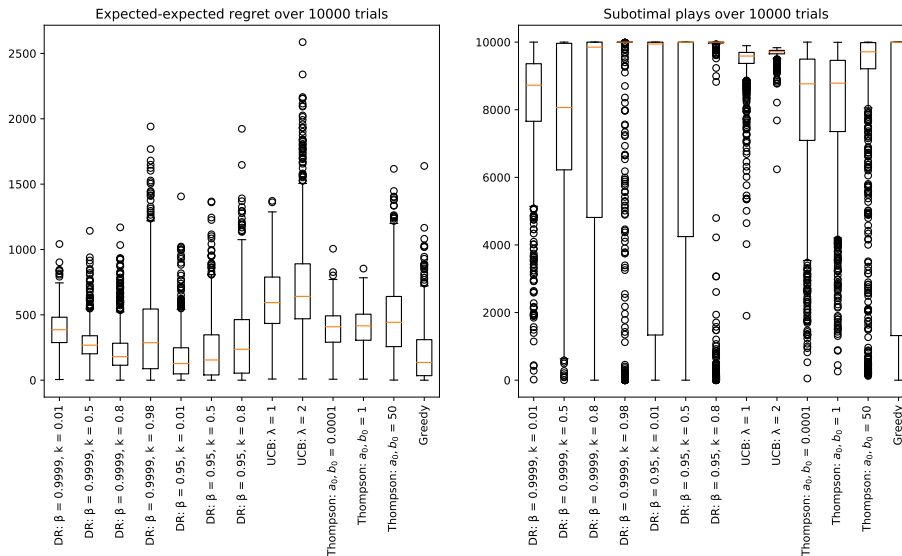 Expected-expected regret over 10000 trials
2500
2000
1500
1000
500
0
DR: β = 0.9999, k = 0.01
DR: β = 0.9999, k = 0.5
DR: β = 0.9999, k = 0.8
DR: β = 0.9999, k = 0.98
DR: β = 0.95, k = 0.01
DR: β = 0.95, k = 0.5
DR: β = 0.95, k = 0.8
UCB: λ = 1
UCB: λ = 2
Thompson: a₀, b₀ = 0.0001
Thompson: a₀, b₀ = 1
Thompson: a₀, b₀ = 50
Greedy
Subotimal plays over 10000 trials
10000
8000
6000
4000
2000
0
DR: β = 0.9999, k = 0.01
DR: β = 0.9999, k = 0.5
DR: β = 0.9999, k = 0.8
DR: β = 0.9999, k = 0.98
DR: β = 0.95, k = 0.01
DR: β = 0.95, k = 0.5
DR: β = 0.95, k = 0.8
UCB: λ = 1
UCB: λ = 2
Thompson: a₀, b₀ = 0.0001
Thompson: a₀, b₀ = 1
Thompson: a₀, b₀ = 50
Greedy